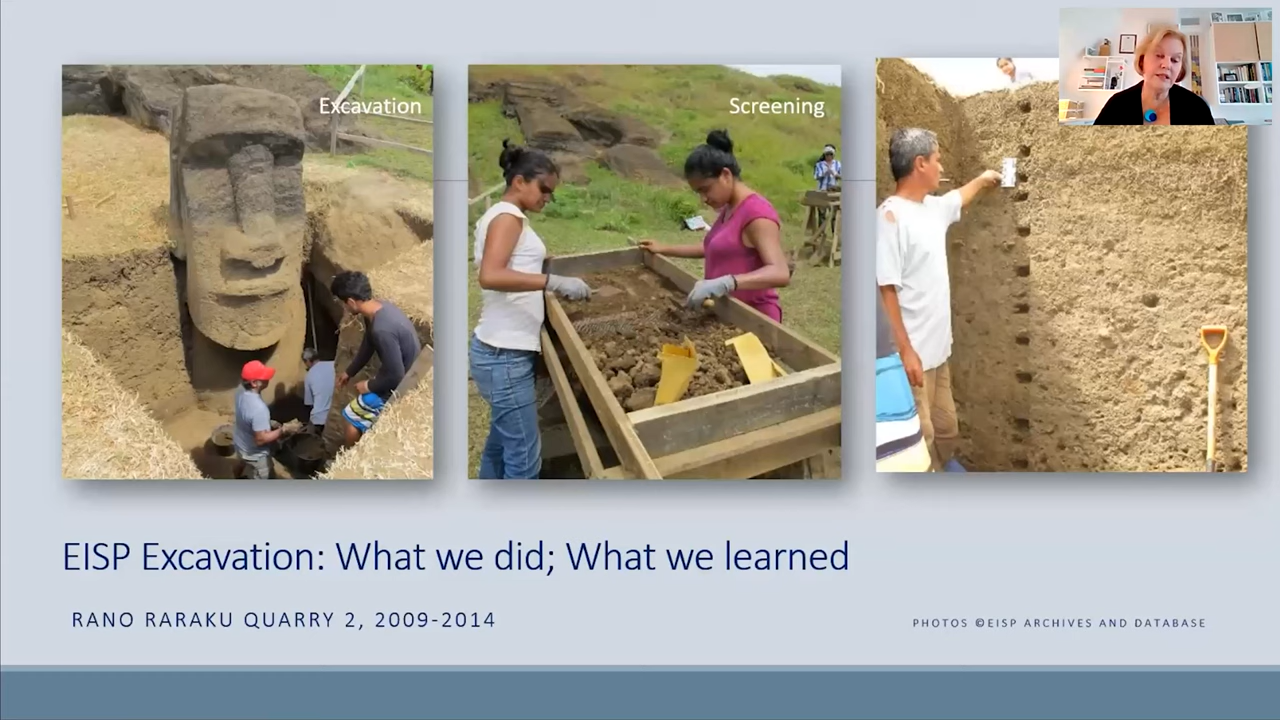 Excavation
Screening
EISP Excavation: What we did; What we learned
RANO RARAKU QUARRY 2, 2009-2014
PHOTOS ©EISP ARCHIVES AND DATABASE